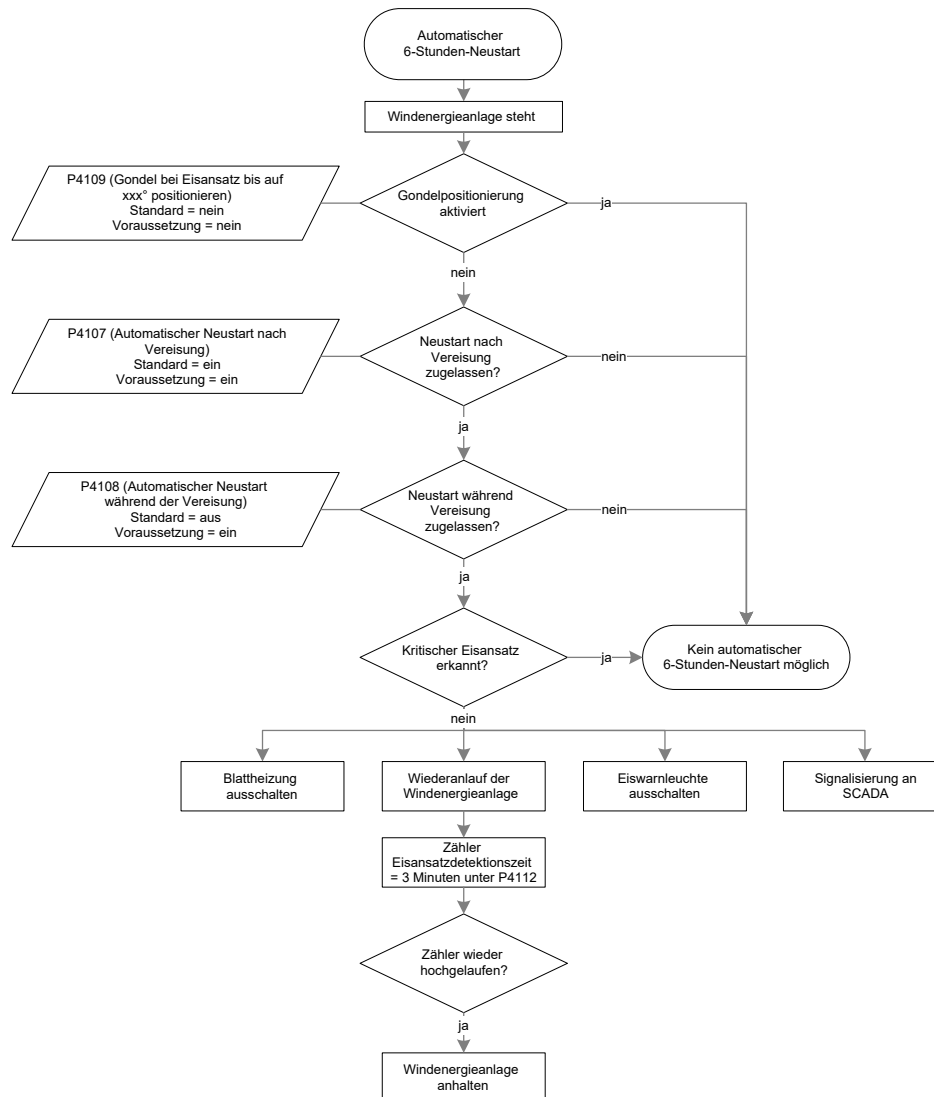 Automatischer
6-Stunden-Neustart
Windenergieanlage steht
P4109 (Gondel bei Eisansatz bis auf
xxx° positionieren)
Standard = nein
Voraussetzung = nein
Gondelpositionierung
aktiviert
ja
nein
P4107 (Automatischer Neustart nach
Vereisung)
Standard = ein
Voraussetzung = ein
Neustart nach
Vereisung
zugelassen?
nein
ja
P4108 (Automatischer Neustart
während der Vereisung)
Standard = aus
Voraussetzung = ein
Neustart während
Vereisung
zugelassen?
nein
ja
Kritischer Eisansatz
erkannt?
ja
Kein automatischer
6-Stunden-Neustart möglich
nein
Blattheizung
ausschalten
Wiederanlauf der
Windenergieanlage
Eiswarnleuchte
ausschalten
Signalisierung an
SCADA
Zähler
Eisansatzdetektionszeit
= 3 Minuten unter P4112
Zähler wieder
hochgelaufen?
ja
Windenergieanlage
anhalten